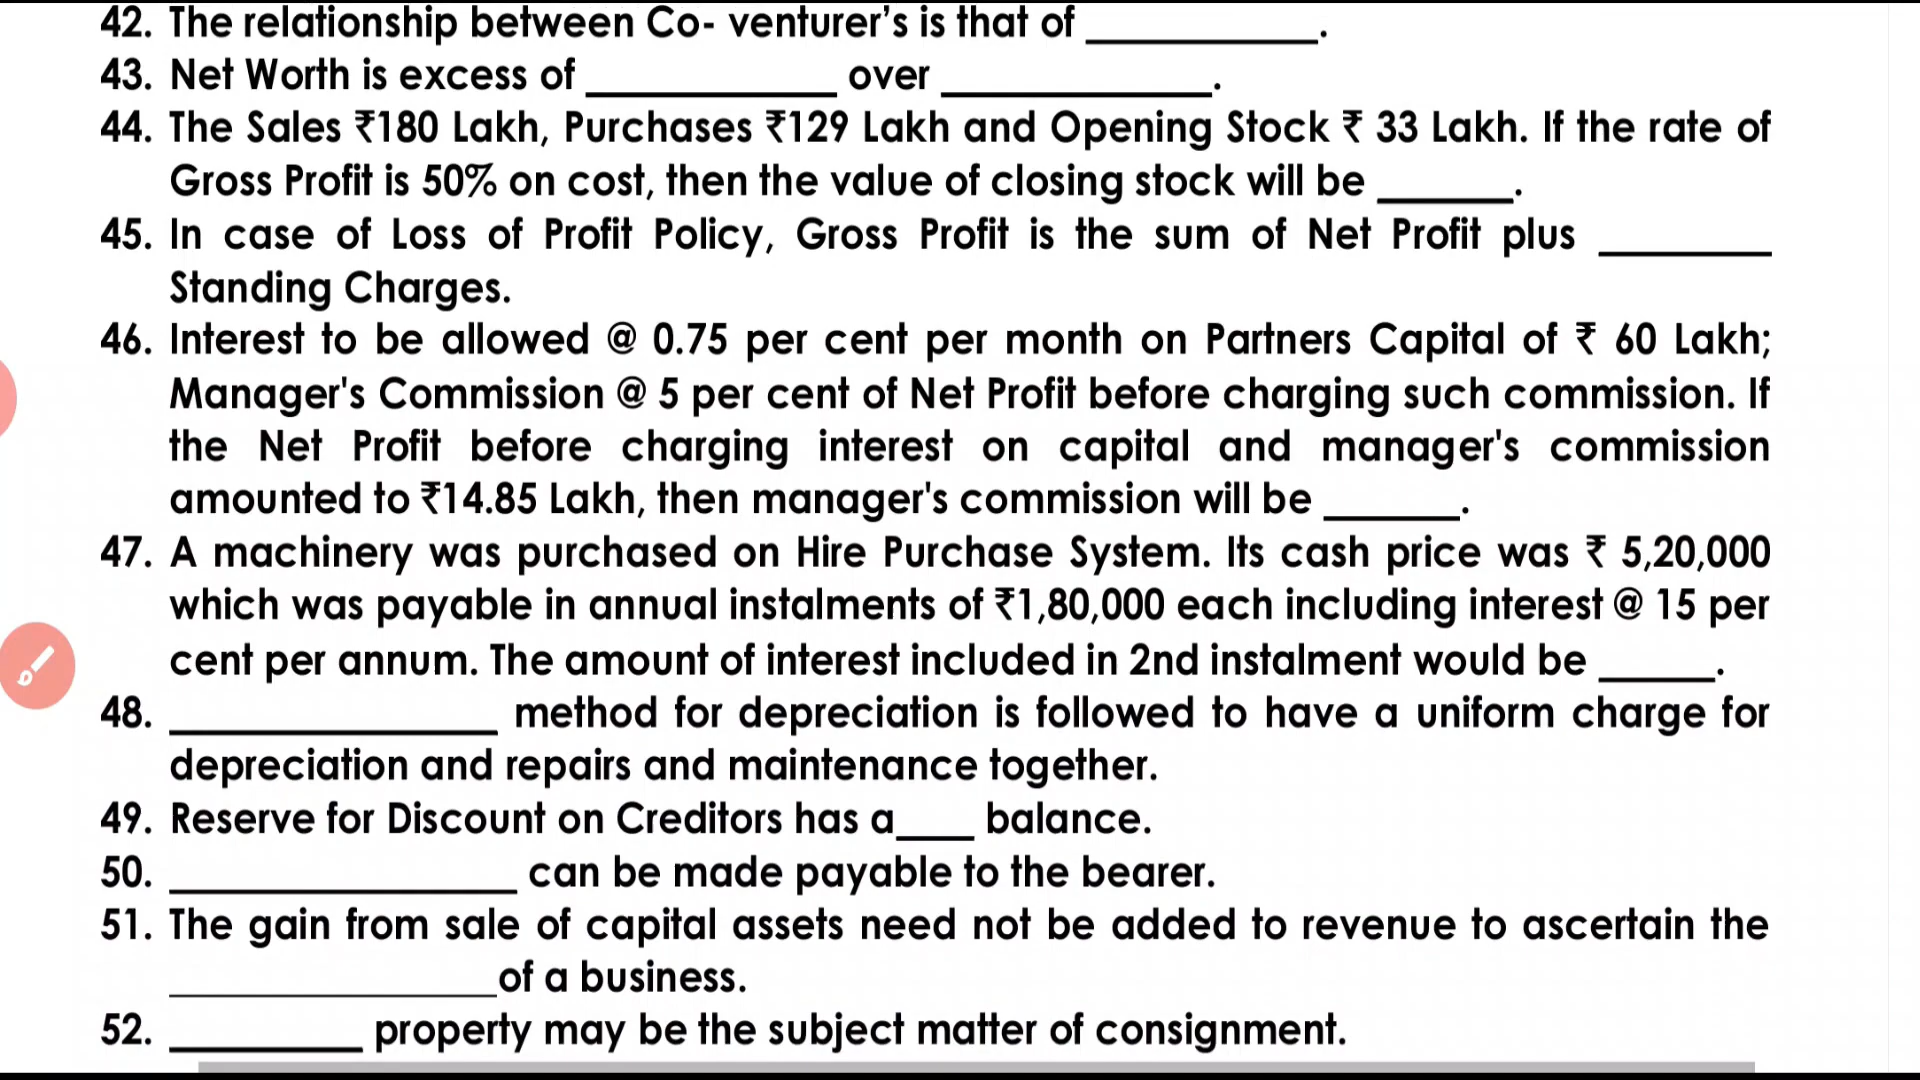 42. The relationship between Co- venturer's is that of ____________.
43. Net Worth is excess of _____________ over ______________.
44. The Sales ₹180 Lakh, Purchases ₹129 Lakh and Opening Stock ₹ 33 Lakh. If the rate of
Gross Profit is 50% on cost, then the value of closing stock will be _______.
45. In case of Loss of Profit Policy, Gross Profit is the sum of Net Profit plus _________
Standing Charges.
46. Interest to be allowed @ 0.75 per cent per month on Partners Capital of ₹ 60 Lakh;
Manager's Commission @ 5 per cent of Net Profit before charging such commission. If
the Net Profit before charging interest on capital and manager's commission
amounted to ₹14.85 Lakh, then manager's commission will be _______.
47. A machinery was purchased on Hire Purchase System. Its cash price was ₹ 5,20,000
which was payable in annual instalments of ₹1,80,000 each including interest @ 15 per
cent per annum. The amount of interest included in 2nd instalment would be ______.
48. _________________ method for depreciation is followed to have a uniform charge for
depreciation and repairs and maintenance together.
49. Reserve for Discount on Creditors has a____ balance.
50. __________________ can be made payable to the bearer.
51. The gain from sale of capital assets need not be added to revenue to ascertain the
_________________of a business.
52. __________ property may be the subject matter of consignment.